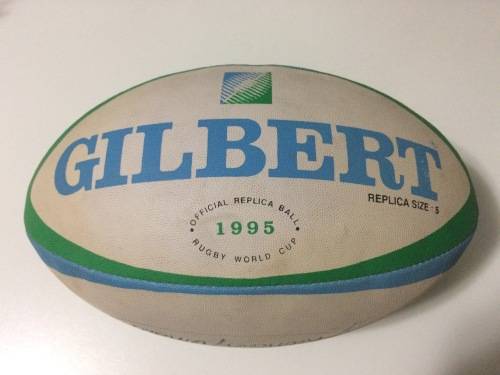 GILBERT
REPLICA SIZE : 5
OFFICIAL REPLICA BALL
1995
RUGBY WORLD CUP